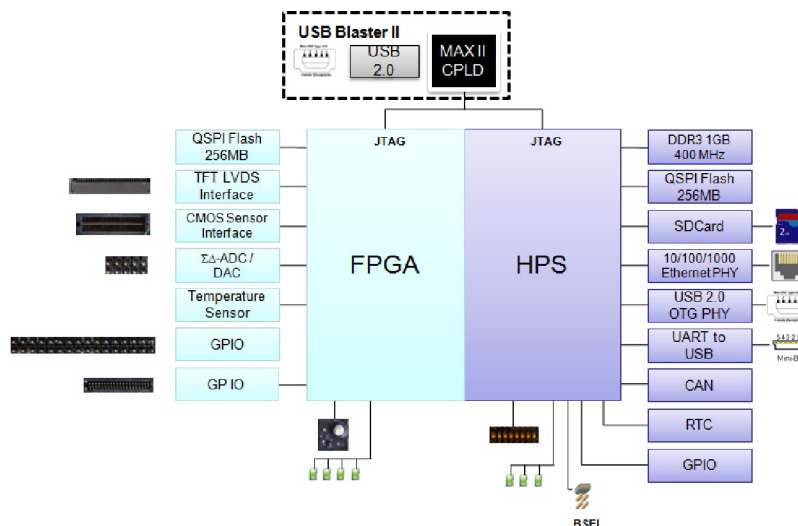 USB Blaster II
USB
2.0
MAX II
CPLD
JTAG
JTAG
QSPI Flash
256MB
TFT LVDS
Interface
CMOS Sensor
Interface
ΣΔ-ADC /
DAC
Temperature
Sensor
GPIO
GPIO
FPGA
HPS
DDR3 1GB
400 MHz
QSPI Flash
256MB
SDCard
10/100/1000
Ethernet PHY
USB 2.0
OTG PHY
UART to
USB
CAN
RTC
GPIO
Mini-B
BSEL